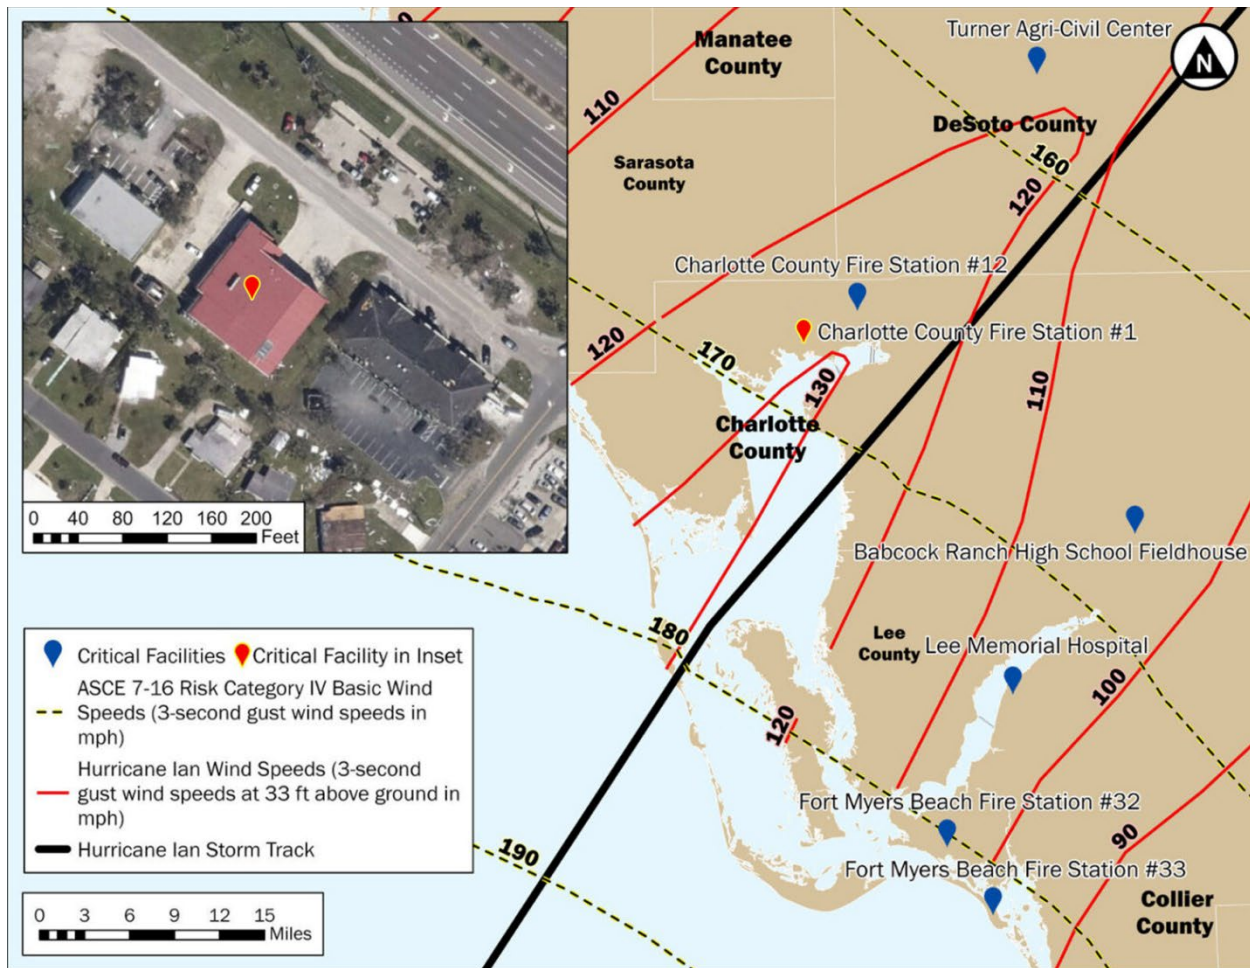 110
Manatee
County
Turner Agri-Civil Center
N
110
DeSoto County
Sarasota
County
160
120
Charlotte County Fire Station #12
Charlotte County Fire Station #1
120
170
130
110
Charlotte
County
0 40 80 120 160 200
Feet
Babcock Ranch High School Fieldhouse
180
Lee
County
Lee Memorial Hospital
100
120
Critical Facilities
Critical Facility in Inset
ASCE 7-16 Risk Category IV Basic Wind
Speeds (3-second gust wind speeds in
mph)
Hurricane Ian Wind Speeds (3-second
gust wind speeds at 33 ft above ground in
mph)
Hurricane Ian Storm Track
Fort Myers Beach Fire Station #32
90
190
Fort Myers Beach Fire Station #33
Collier
County
0 3 6 9 12 15
Miles